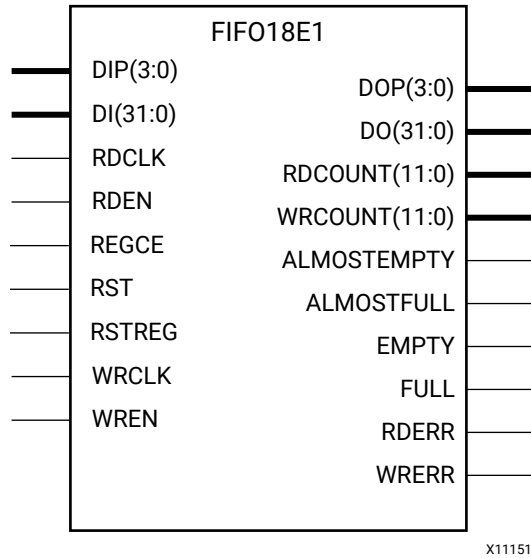 FIFO18E1
DIP(3:0)
DI(31:0)
RDCLK
RDEN
REGCE
RST
RSTREG
WRCLK
WREN
DOP(3:0)
DO(31:0)
RDCOUNT(11:0)
WRCOUNT(11:0)
ALMOSTEMPTY
ALMOSTFULL
EMPTY
FULL
RDERR
WRERR
X11151